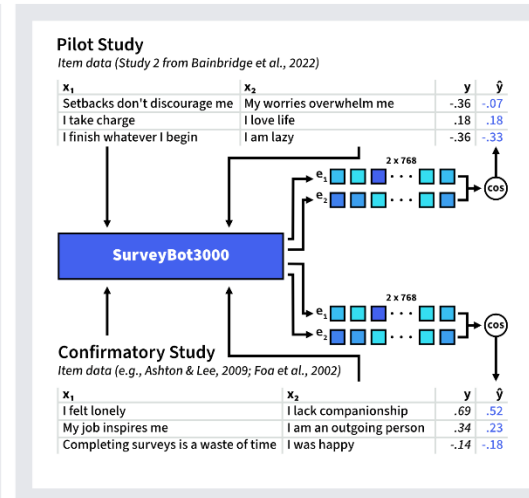 Pilot Study
Item data (Study 2 from Bainbridge et al., 2022)
x₁ x₂ y ŷ
Setbacks don't discourage me My worries overwhelm me -.36 -.07
I take charge I love life .18 .18
I finish whatever I begin I am lazy -.36 -.33
2 x 768
e₁ · · ·
e₂ · · ·
cos
SurveyBot3000
2 x 768
e₁ · · ·
e₂ · · ·
cos
Confirmatory Study
Item data (e.g., Ashton & Lee, 2009; Foa et al., 2002)
x₁ x₂ y ŷ
I felt lonely I lack companionship .69 .52
My job inspires me I am an outgoing person .34 .23
Completing surveys is a waste of time I was happy -.14 -.18